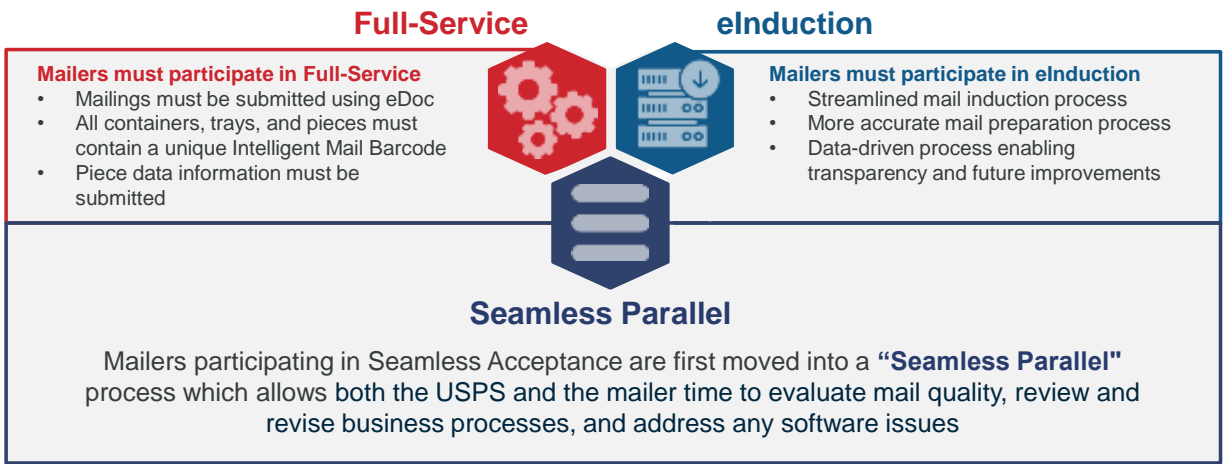 Full-Service
eInduction
Mailers must participate in Full-Service
• Mailings must be submitted using eDoc
• All containers, trays, and pieces must
contain a unique Intelligent Mail Barcode
• Piece data information must be
submitted
Mailers must participate in eInduction
• Streamlined mail induction process
• More accurate mail preparation process
• Data-driven process enabling
transparency and future improvements
Seamless Parallel
Mailers participating in Seamless Acceptance are first moved into a “Seamless Parallel"
process which allows both the USPS and the mailer time to evaluate mail quality, review and
revise business processes, and address any software issues